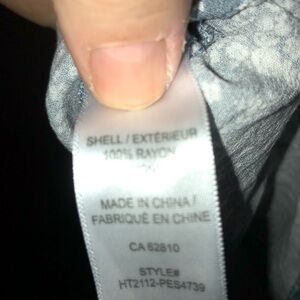 SHELL / EXTÉRIEUR
100% RAYON
MADE IN CHINA /
FABRIQUÉ EN CHINE
CA 62810
STYLE#
HT2112-PES4739